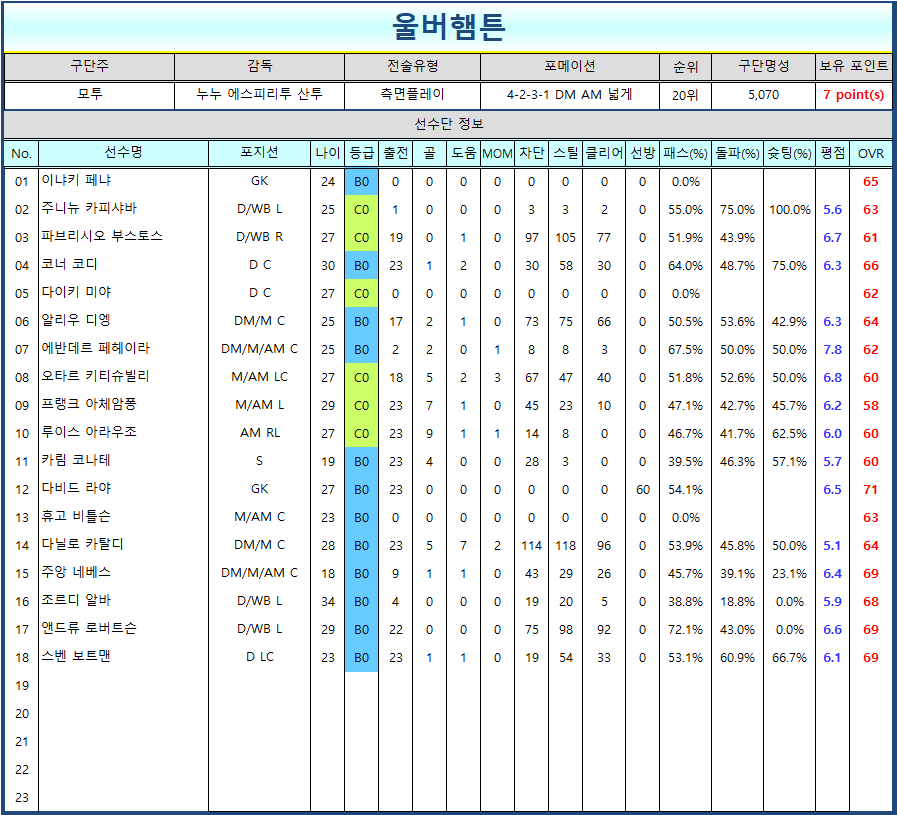 울버햄튼
구단주 감독 전술유형 포메이션 순위 구단명성 보유 포인트
모투 누누 에스피리투 산투 측면플레이 4-2-3-1 DM AM 넓게 20위 5,070 7 point(s)
선수단 정보
No. 선수명 포지션 나이 등급 출전 골 도움 MOM 차단 스틸 클리어 선방 패스(%) 돌파(%) 슛팅(%) 평점 OVR
01 이냐키 페냐 GK 24 B0 0 0 0 0 0 0 0 0 0.0% 65
02 주니뉴 카피샤바 D/WB L 25 C0 1 0 0 0 3 3 2 0 55.0% 75.0% 100.0% 5.6 63
03 파브리시오 부스토스 D/WB R 27 C0 19 0 1 0 97 105 77 0 51.9% 43.9% 6.7 61
04 코너 코디 D C 30 B0 23 1 2 0 30 58 30 0 64.0% 48.7% 75.0% 6.3 66
05 다이키 미야 D C 27 C0 0 0 0 0 0 0 0 0 0.0% 62
06 알리우 디엥 DM/M C 25 B0 17 2 1 0 73 75 66 0 50.5% 53.6% 42.9% 6.3 64
07 에반데르 페헤이라 DM/M/AM C 25 B0 2 2 0 1 8 8 3 0 67.5% 50.0% 50.0% 7.8 62
08 오타르 키티슈빌리 M/AM LC 27 C0 18 5 2 3 67 47 40 0 51.8% 52.6% 50.0% 6.8 60
09 프랭크 아체암퐁 M/AM L 29 C0 23 7 1 0 45 23 10 0 47.1% 42.7% 45.7% 6.2 58
10 루이스 아라우조 AM RL 27 C0 23 9 1 1 14 8 0 0 46.7% 41.7% 62.5% 6.0 60
11 카림 코나테 S 19 B0 23 4 0 0 28 3 0 0 39.5% 46.3% 57.1% 5.7 60
12 다비드 라야 GK 27 B0 23 0 0 0 0 0 0 60 54.1% 6.5 71
13 휴고 비틀슨 M/AM C 23 B0 0 0 0 0 0 0 0 0 0.0% 63
14 다닐로 카탈디 DM/M C 28 B0 23 5 7 2 114 118 96 0 53.9% 45.8% 50.0% 5.1 64
15 주앙 네베스 DM/M/AM C 18 B0 9 1 1 0 43 29 26 0 45.7% 39.1% 23.1% 6.4 69
16 조르디 알바 D/WB L 34 B0 4 0 0 0 19 20 5 0 38.8% 18.8% 0.0% 5.9 68
17 앤드류 로버트슨 D/WB L 29 B0 22 0 0 0 75 98 92 0 72.1% 43.0% 0.0% 6.6 69
18 스벤 보트맨 D LC 23 B0 23 1 1 0 19 54 33 0 53.1% 60.9% 66.7% 6.1 69
19
20
21
22
23